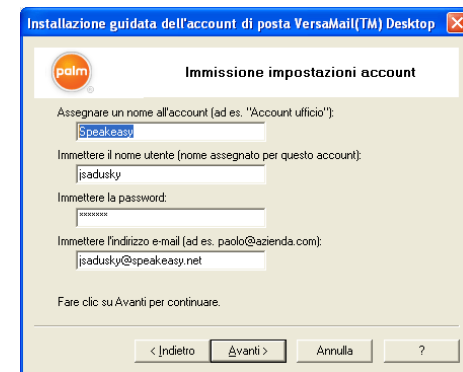 Installazione guidata dell'account di posta VersaMail(TM) Desktop
palm
Immissione impostazioni account
Assegnare un nome all'account (ad es. "Account ufficio"):
Speakeasy
Immettere il nome utente (nome assegnato per questo account):
jsadusky
Immettere la password:
×××××××
Immettere l'indirizzo e-mail (ad es. paolo@azienda.com):
jsadusky@speakeasy.net
Fare clic su Avanti per continuare.
< Indietro Avanti > Annulla ?